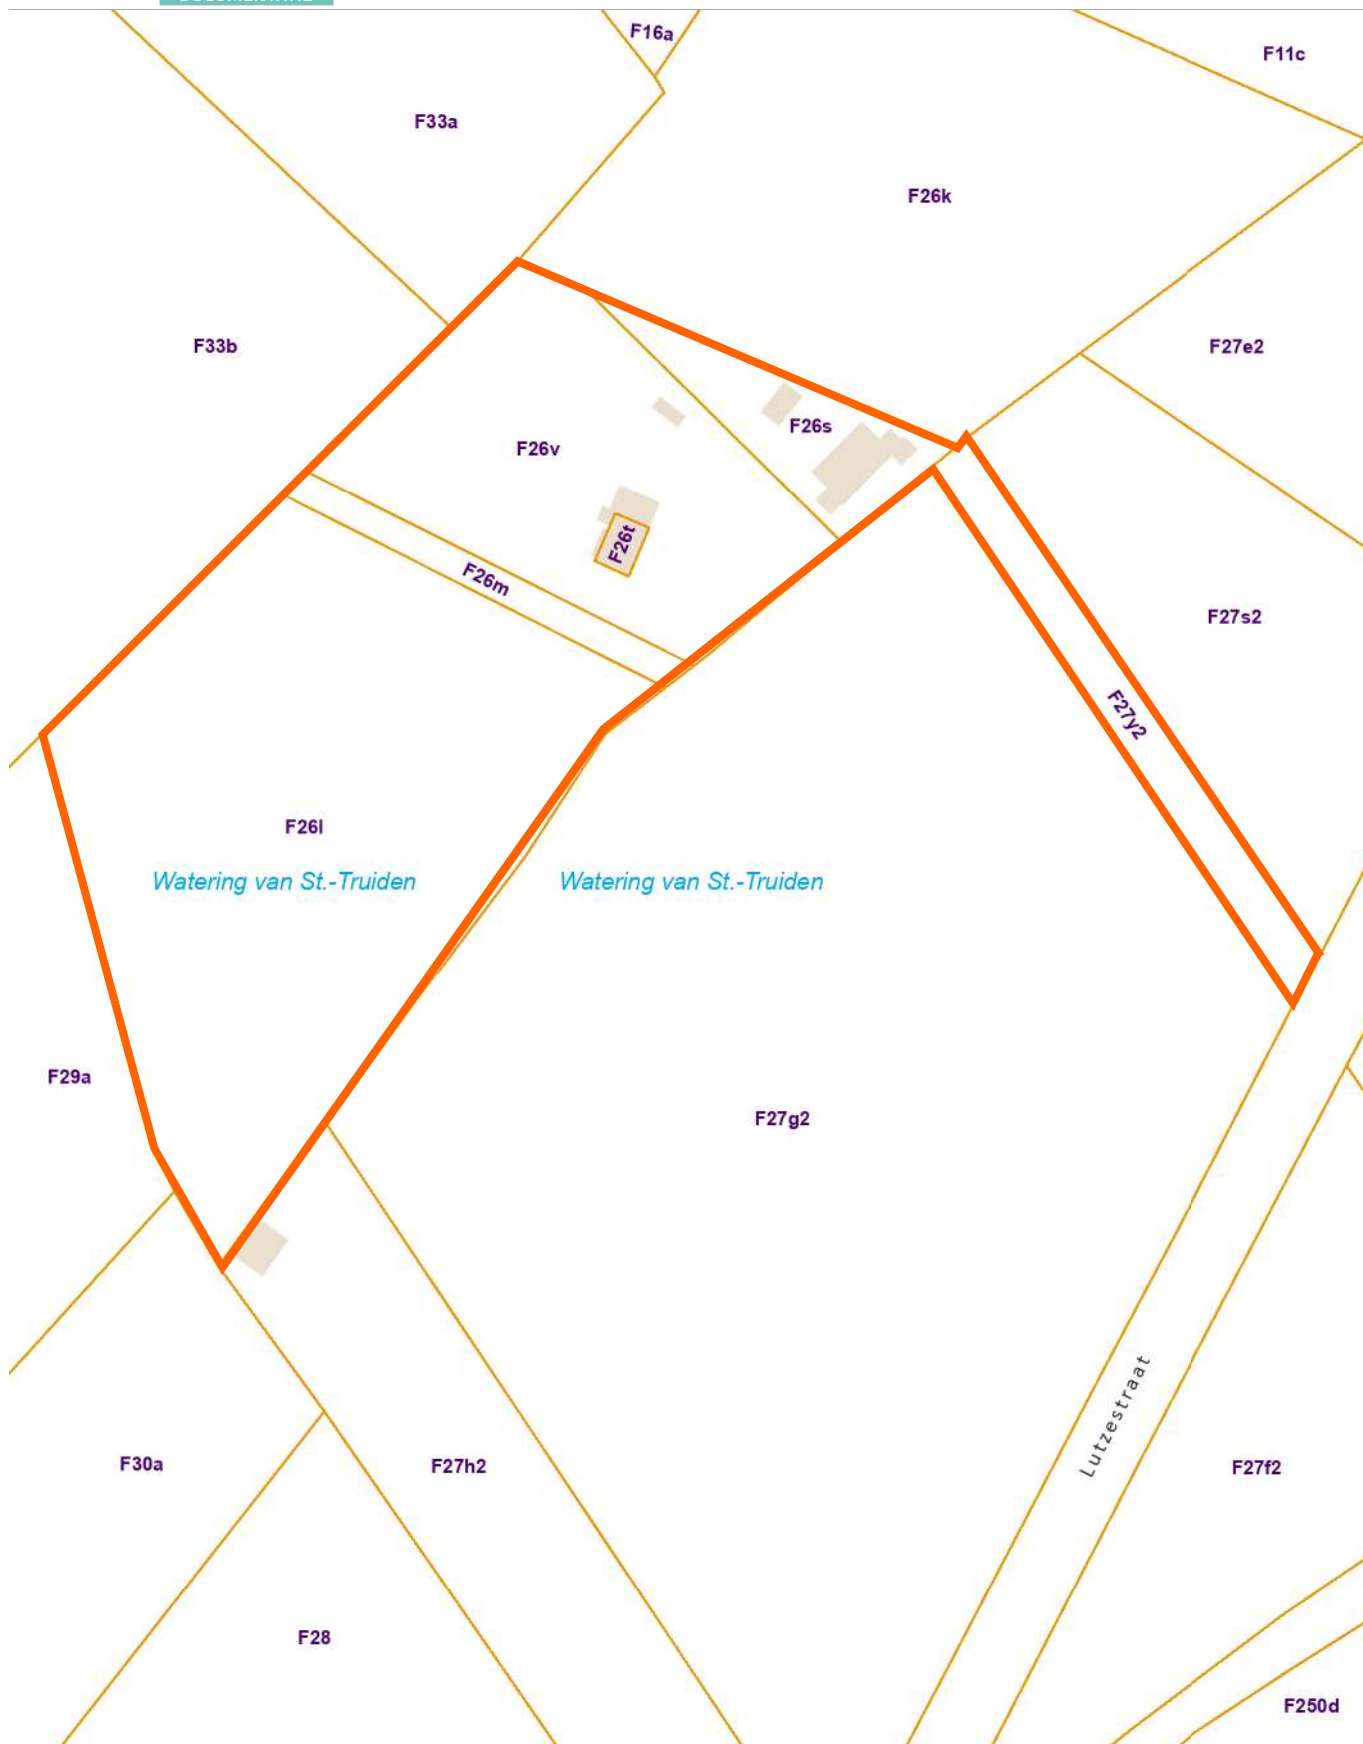 F16a
F11c
F33a
F26k
F33b
F27e2
F26s
F26v
F26t
F26m
F27s2
F27y2
F26l
Watering van St.-Truiden
Watering van St.-Truiden
F29a
F27g2
Lutzestraat
F30a
F27h2
F27f2
F28
F250d